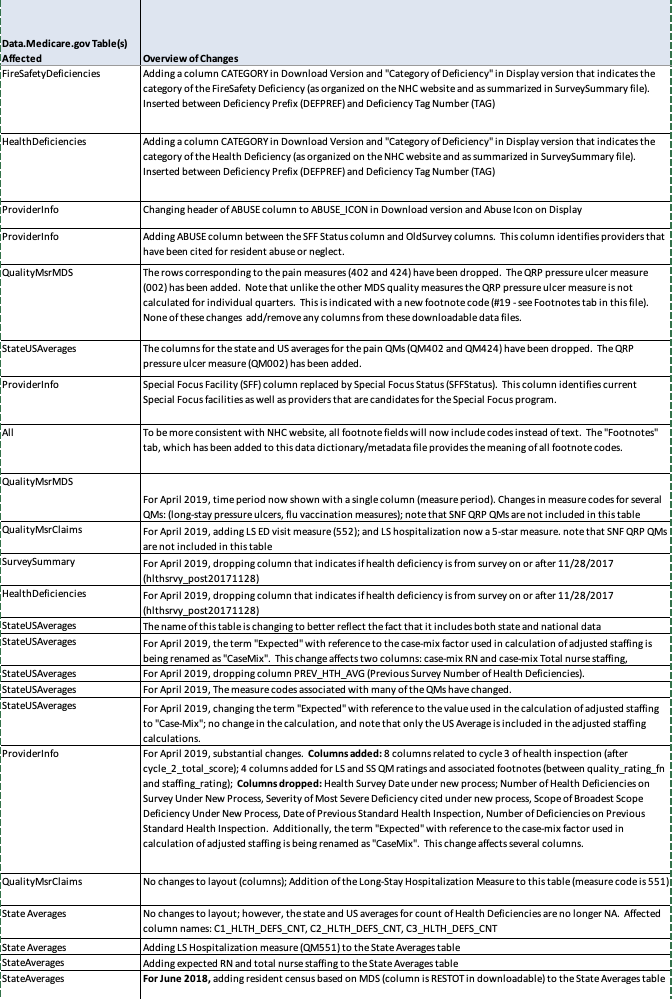 Data.Medicare.gov Table(s)
Affected
Overview of Changes
FireSafetyDeficiencies
Adding a column CATEGORY in Download Version and "Category of Deficiency" in Display version that indicates the
category of the FireSafety Deficiency (as organized on the NHC website and as summarized in SurveySummary file).
Inserted between Deficiency Prefix (DEFPREF) and Deficiency Tag Number (TAG)
HealthDeficiencies
Adding a column CATEGORY in Download Version and "Category of Deficiency" in Display version that indicates the
category of the Health Deficiency (as organized on the NHC website and as summarized in SurveySummary file).
Inserted between Deficiency Prefix (DEFPREF) and Deficiency Tag Number (TAG)
ProviderInfo
Changing header of ABUSE column to ABUSE_ICON in Download version and Abuse Icon on Display
ProviderInfo
Adding ABUSE column between the SFF Status column and OldSurvey columns. This column identifies providers that
have been cited for resident abuse or neglect.
QualityMsrMDS
The rows corresponding to the pain measures (402 and 424) have been dropped. The QRP pressure ulcer measure
(002) has been added. Note that unlike the other MDS quality measures the QRP pressure ulcer measure is not
calculated for individual quarters. This is indicated with a new footnote code (#19 - see Footnotes tab in this file).
None of these changes add/remove any columns from these downloadable data files.
StateUSAverages
The columns for the state and US averages for the pain QMs (QM402 and QM424) have been dropped. The QRP
pressure ulcer measure (QM002) has been added.
ProviderInfo
Special Focus Facility (SFF) column replaced by Special Focus Status (SFFStatus). This column identifies current
Special Focus facilities as well as providers that are candidates for the Special Focus program.
All
To be more consistent with NHC website, all footnote fields will now include codes instead of text. The "Footnotes"
tab, which has been added to this data dictionary/metadata file provides the meaning of all footnote codes.
QualityMsrMDS
For April 2019, time period now shown with a single column (measure period). Changes in measure codes for several
QMs: (long-stay pressure ulcers, flu vaccination measures); note that SNF QRP QMs are not included in this table
QualityMsrClaims
For April 2019, adding LS ED visit measure (552); and LS hospitalization now a 5-star measure. note that SNF QRP QMs
are not included in this table
SurveySummary
For April 2019, dropping column that indicates if health deficiency is from survey on or after 11/28/2017
(hlthsrvy_post20171128)
HealthDeficiencies
For April 2019, dropping column that indicates if health deficiency is from survey on or after 11/28/2017
(hlthsrvy_post20171128)
StateUSAverages
The name of this table is changing to better reflect the fact that it includes both state and national data
StateUSAverages
For April 2019, the term "Expected" with reference to the case-mix factor used in calculation of adjusted staffing is
being renamed as "CaseMix". This change affects two columns: case-mix RN and case-mix Total nurse staffing,
StateUSAverages
For April 2019, dropping column PREV_HTH_AVG (Previous Survey Number of Health Deficiencies).
StateUSAverages
For April 2019, The measure codes associated with many of the QMs have changed.
StateUSAverages
For April 2019, changing the term "Expected" with reference to the value used in the calculation of adjusted staffing
to "Case-Mix"; no change in the calculation, and note that only the US Average is included in the adjusted staffing
calculations.
ProviderInfo
For April 2019, substantial changes. Columns added: 8 columns related to cycle 3 of health inspection (after
cycle_2_total_score); 4 columns added for LS and SS QM ratings and associated footnotes (between quality_rating_fn
and staffing_rating); Columns dropped: Health Survey Date under new process; Number of Health Deficiencies on
Survey Under New Process, Severity of Most Severe Deficiency cited under new process, Scope of Broadest Scope
Deficiency Under New Process, Date of Previous Standard Health Inspection, Number of Deficiencies on Previous
Standard Health Inspection. Additionally, the term "Expected" with reference to the case-mix factor used in
calculation of adjusted staffing is being renamed as "CaseMix". This change affects several columns.
QualityMsrClaims
No changes to layout (columns); Addition of the Long-Stay Hospitalization Measure to this table (measure code is 551)
State Averages
No changes to layout; however, the state and US averages for count of Health Deficiencies are no longer NA. Affected
column names: C1_HLTH_DEFS_CNT, C2_HLTH_DEFS_CNT, C3_HLTH_DEFS_CNT
State Averages
Adding LS Hospitalization measure (QM551) to the State Averages table
StateAverages
Adding expected RN and total nurse staffing to the State Averages table
StateAverages
For June 2018, adding resident census based on MDS (column is RESTOT in downloadable) to the State Averages table